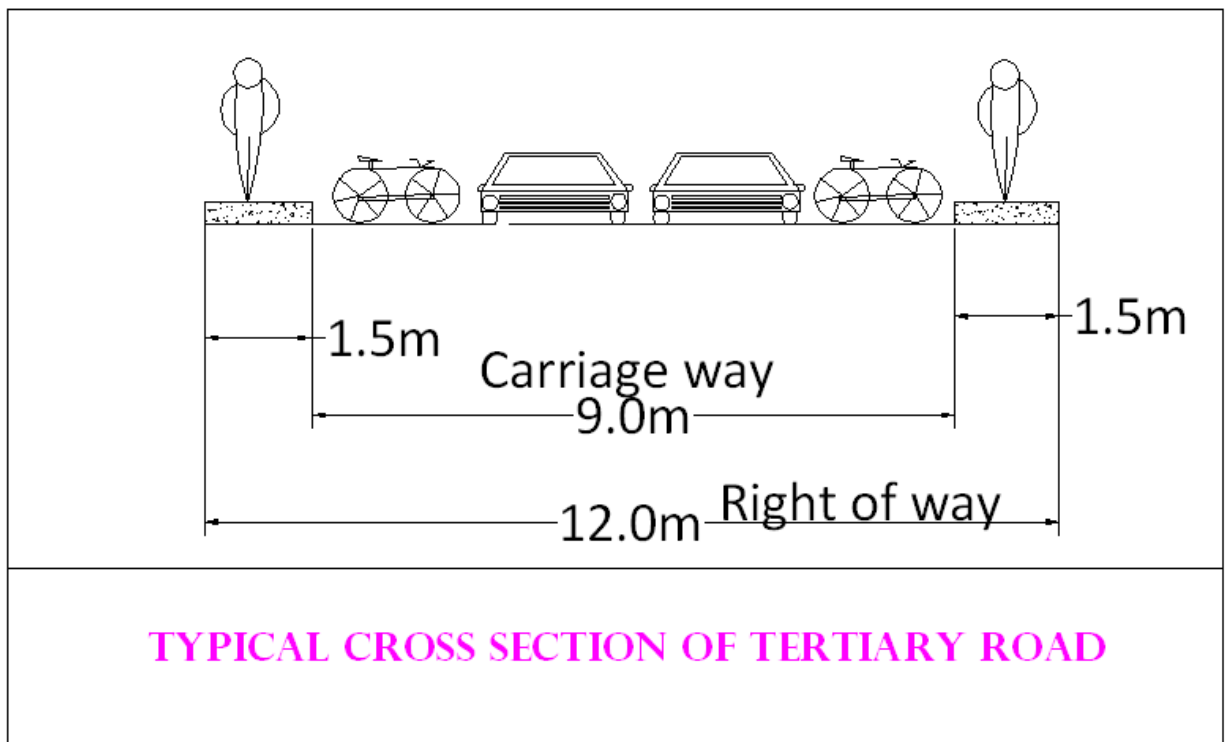 1.5m
1.5m
Carriage way
9.0m
Right of way
12.0m
TYPICAL CROSS SECTION OF TERTIARY ROAD